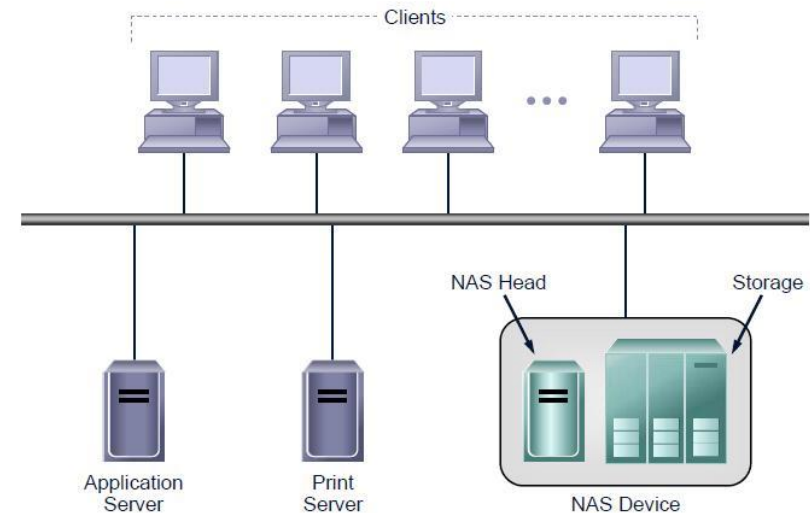 Clients
NAS Head
Storage
Application
Server
Print
Server
NAS Device